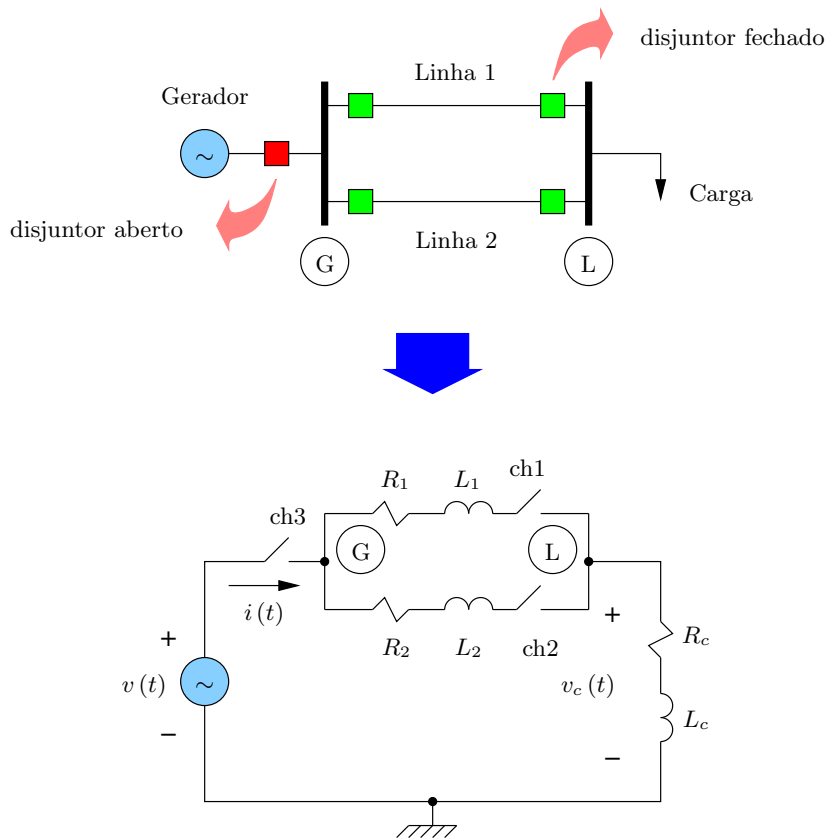 disjuntor fechado
Linha 1
Gerador
∼
Carga
disjuntor aberto
Linha 2
G
L
ch1
R1
L1
ch3
G
L
i (t)
+
+
R2
L2
ch2
Rc
v (t)
∼
vc (t)
Lc
−
−